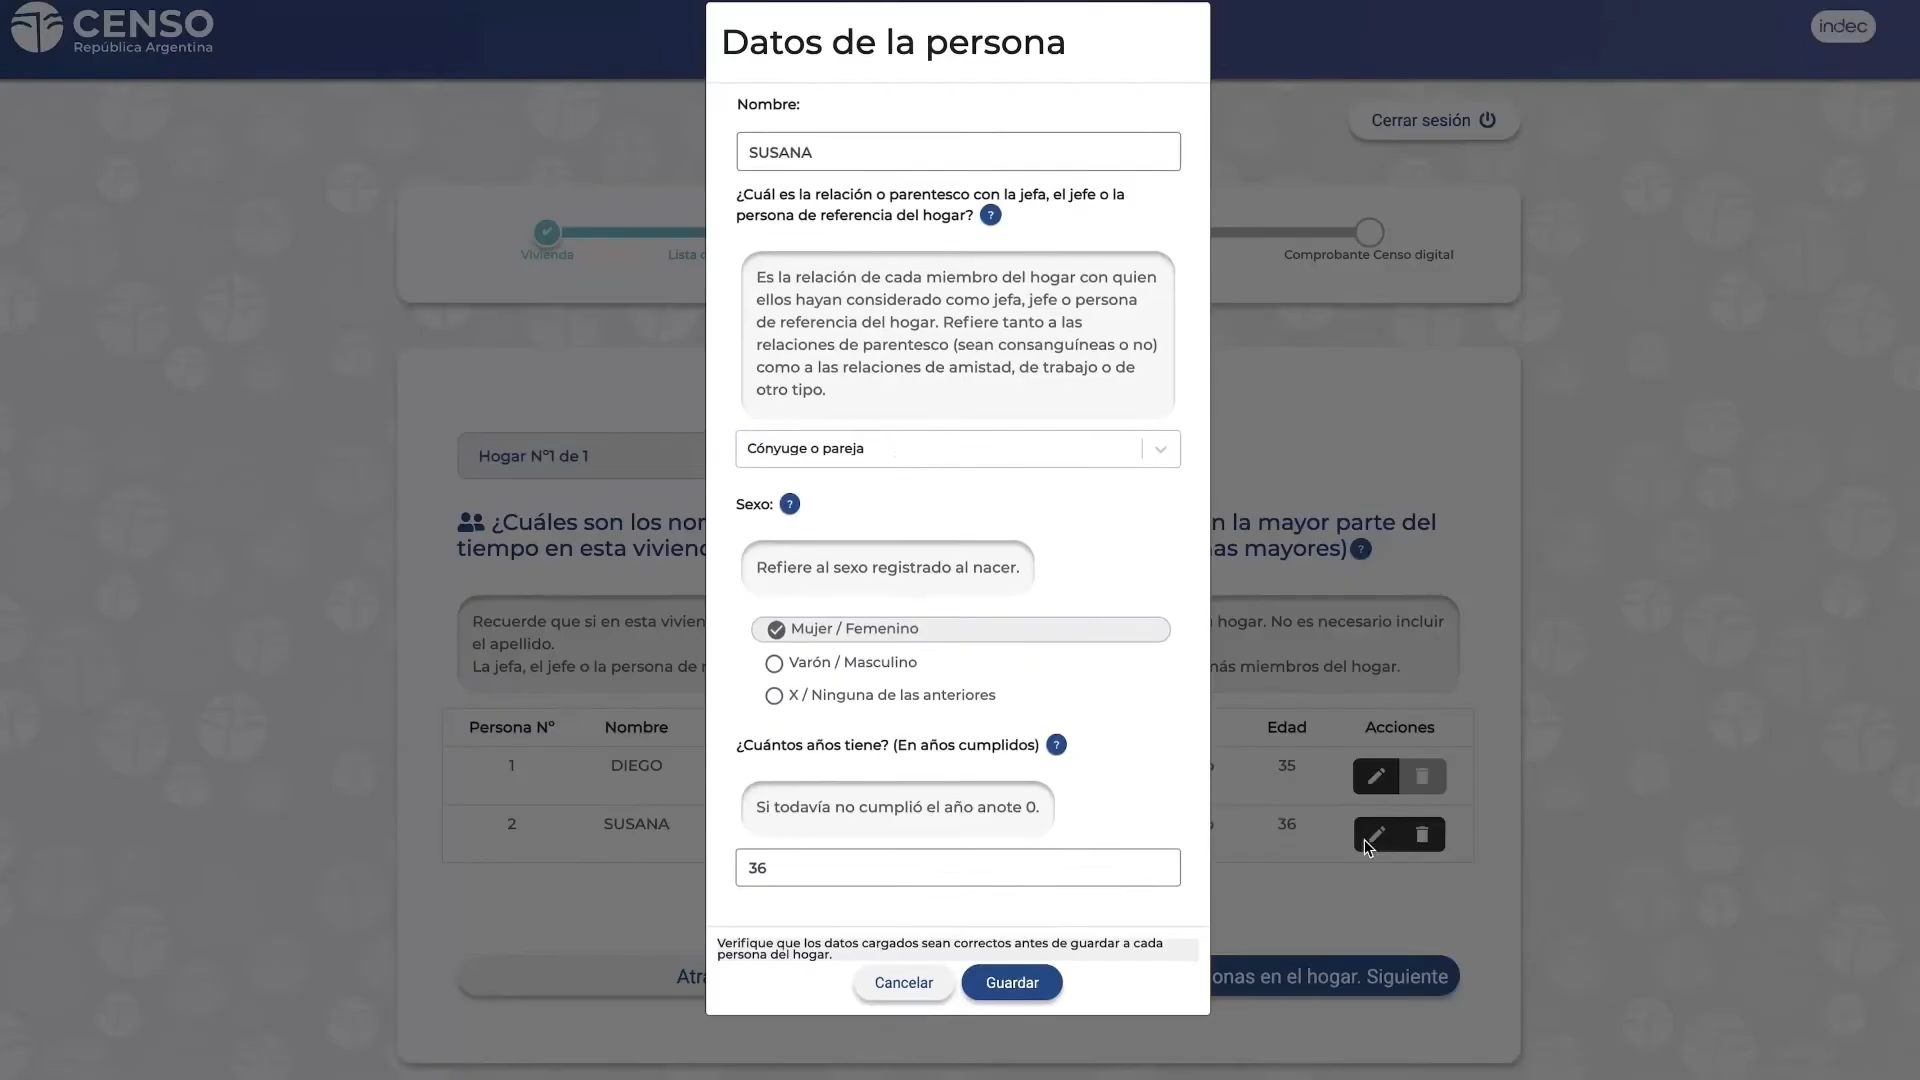 CENSO
República Argentina
indec
Cerrar sesión
Vivienda
Lista
Comprobante Censo digital
Hogar Nº1 de 1
¿Cuáles son los
n la mayor parte del
tiempo en esta
as mayores)
?
Recuerde que si en esta
hogar. No es necesario incluir
el apellido.
La jefa, el jefe o la persona de
más miembros del hogar.
Persona Nº Nombre Edad Acciones
1 DIEGO 35
2 SUSANA 36
Atrá
onas en el hogar. Siguiente
Datos de la persona
Nombre:
SUSANA
¿Cuál es la relación o parentesco con la jefa, el jefe o la
persona de referencia del hogar? ?
Es la relación de cada miembro del hogar con quien
ellos hayan considerado como jefa, jefe o persona
de referencia del hogar. Refiere tanto a las
relaciones de parentesco (sean consanguíneas o no)
como a las relaciones de amistad, de trabajo o de
otro tipo.
Cónyuge o pareja
Sexo: ?
Refiere al sexo registrado al nacer.
Mujer / Femenino
Varón / Masculino
X / Ninguna de las anteriores
¿Cuántos años tiene? (En años cumplidos) ?
Si todavía no cumplió el año anote 0.
36
Verifique que los datos cargados sean correctos antes de guardar a cada
persona del hogar.
Cancelar
Guardar